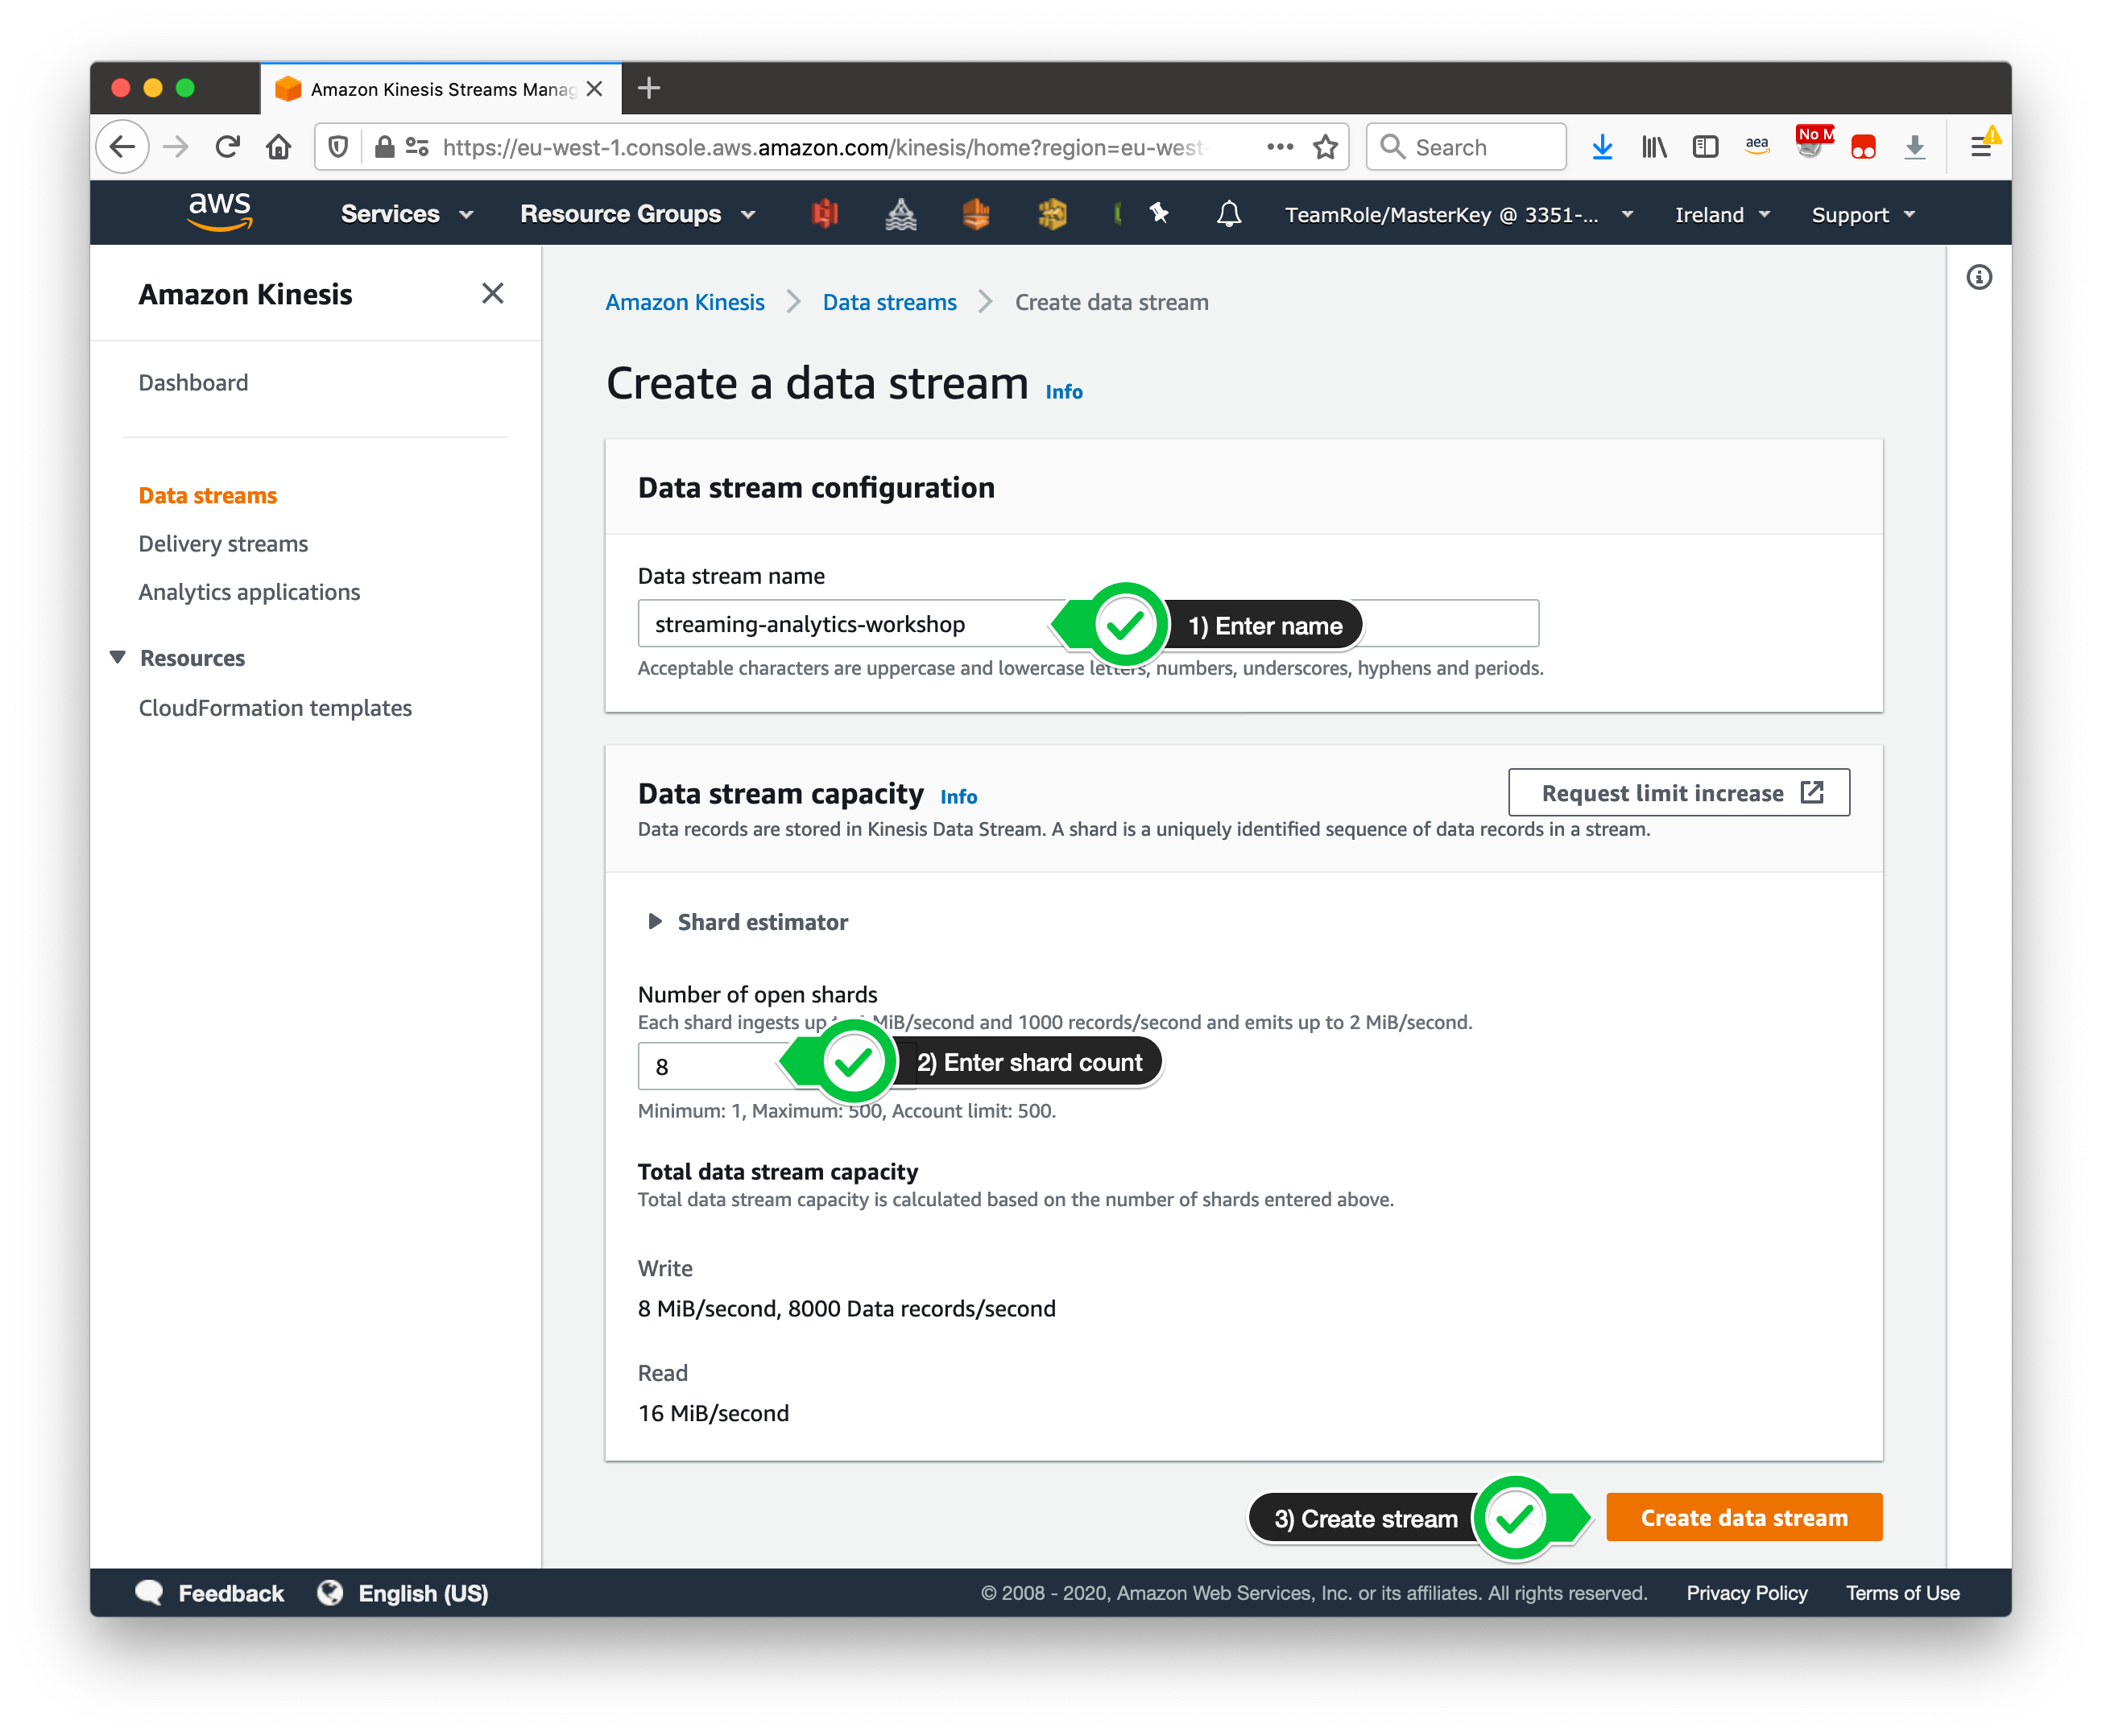 Amazon Kinesis Streams Manag
https://eu-west-1.console.aws.amazon.com/kinesis/home?region=eu-west-
Search
aea
No M
aws
Services
Resource Groups
TeamRole/MasterKey @ 3351-...
Ireland
Support
Amazon Kinesis
Dashboard
Data streams
Delivery streams
Analytics applications
Resources
CloudFormation templates
Amazon Kinesis > Data streams > Create data stream
Create a data stream Info
Data stream configuration
Data stream name
streaming-analytics-workshop
1) Enter name
Acceptable characters are uppercase and lowercase letters, numbers, underscores, hyphens and periods.
Data stream capacity Info
Request limit increase
Data records are stored in Kinesis Data Stream. A shard is a uniquely identified sequence of data records in a stream.
Shard estimator
Number of open shards
Each shard ingests up MiB/second and 1000 records/second and emits up to 2 MiB/second.
8
2) Enter shard count
Minimum: 1, Maximum: 500, Account limit: 500.
Total data stream capacity
Total data stream capacity is calculated based on the number of shards entered above.
Write
8 MiB/second, 8000 Data records/second
Read
16 MiB/second
3) Create stream
Create data stream
Feedback
English (US)
© 2008 - 2020, Amazon Web Services, Inc. or its affiliates. All rights reserved.
Privacy Policy
Terms of Use